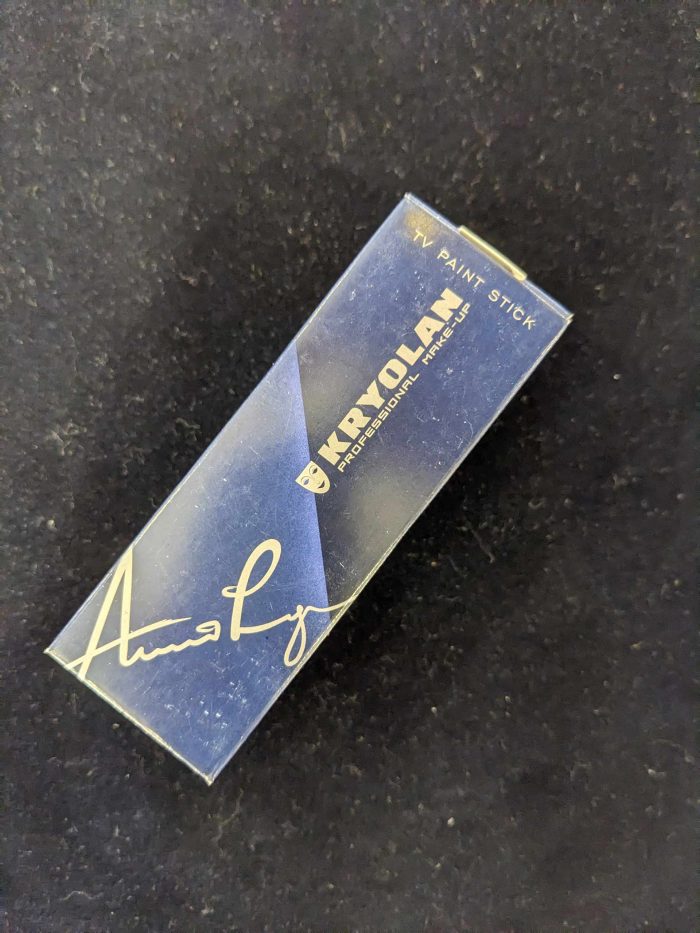 TV PAINT STICK
KRYOLAN
PROFESSIONAL MAKE-UP